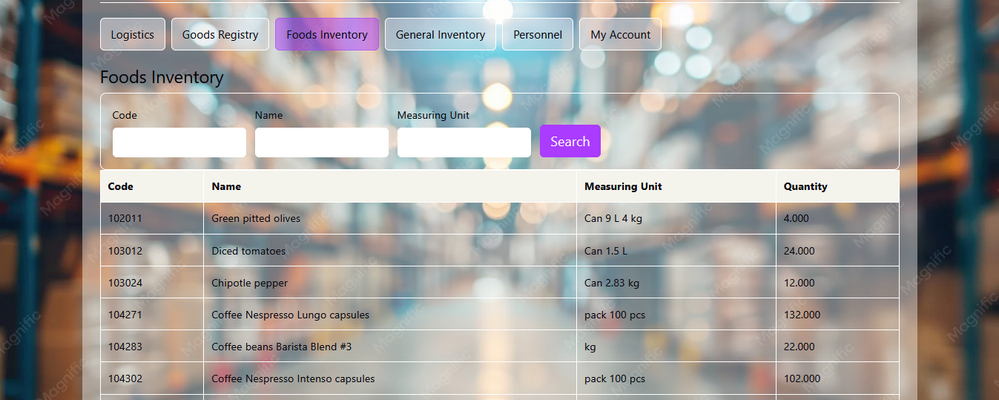 Logistics Goods Registry Foods Inventory General Inventory Personnel My Account
Foods Inventory
Code Name Measuring Unit
Search
Code Name Measuring Unit Quantity
102011 Green pitted olives Can 9 L 4 kg 4.000
103012 Diced tomatoes Can 1.5 L 24.000
103024 Chipotle pepper Can 2.83 kg 12.000
104271 Coffee Nespresso Lungo capsules pack 100 pcs 132.000
104283 Coffee beans Barista Blend #3 kg 22.000
104302 Coffee Nespresso Intenso capsules pack 100 pcs 102.000
Magnific